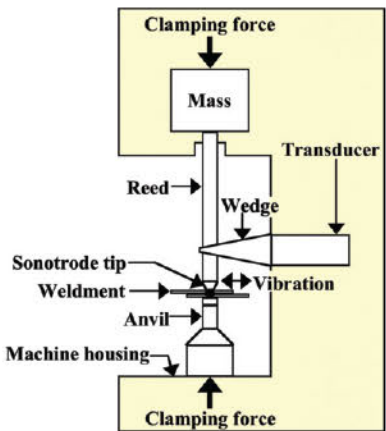 Clamping force
Mass
Transducer
Reed
Wedge
Sonotrode tip
Vibration
Weldment
Anvil
Machine housing
Clamping force